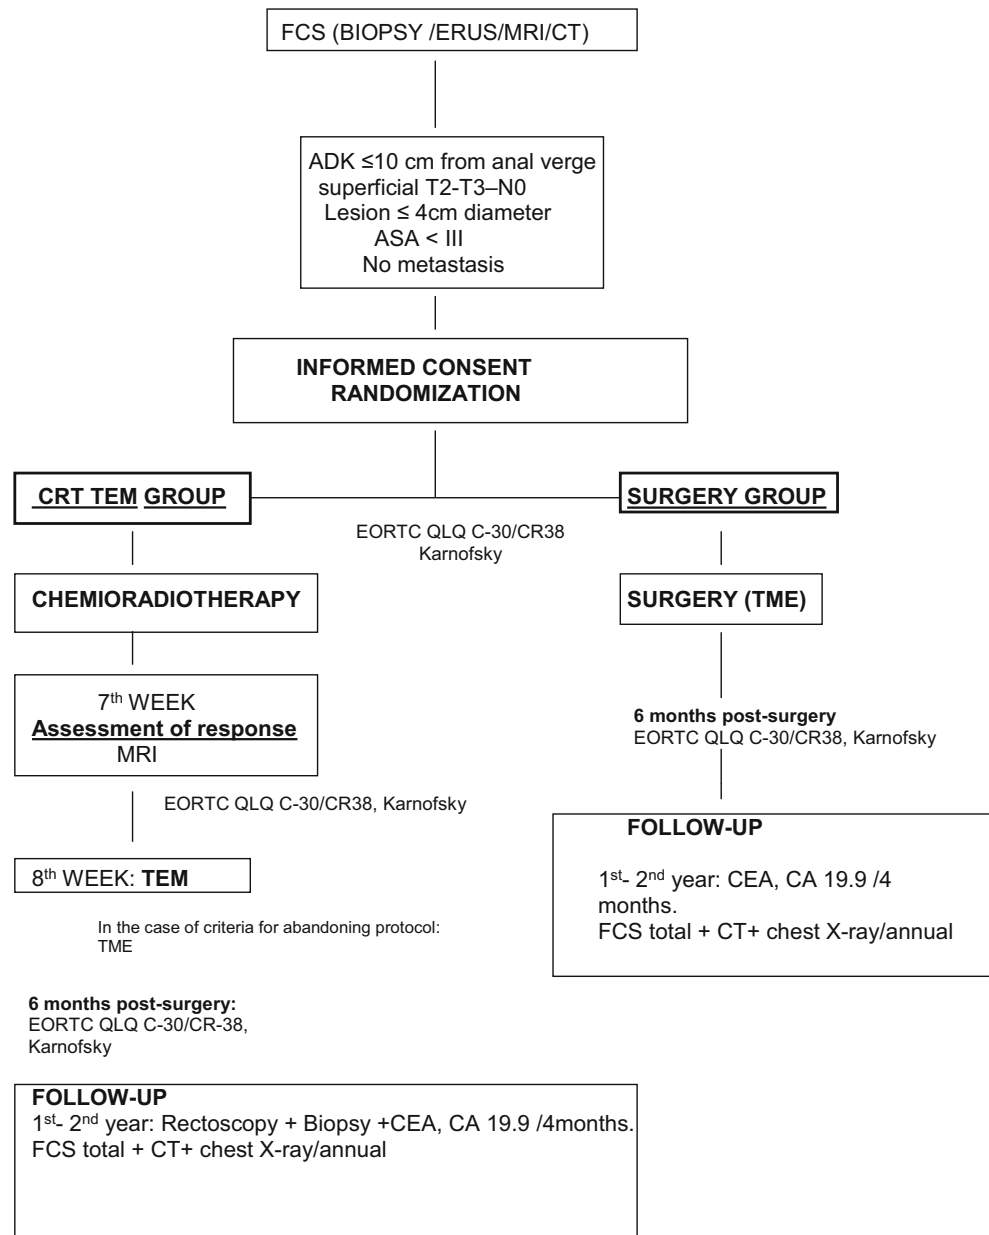 FCS (BIOPSY /ERUS/MRI/CT)
ADK ≤10 cm from anal verge
superficial T2-T3–N0
Lesion ≤ 4cm diameter
ASA < III
No metastasis
INFORMED CONSENT
RANDOMIZATION
CRT TEM GROUP
SURGERY GROUP
EORTC QLQ C-30/CR38
Karnofsky
CHEMIORADIOTHERAPY
SURGERY (TME)
7th WEEK
Assessment of response
MRI
6 months post-surgery
EORTC QLQ C-30/CR38, Karnofsky
EORTC QLQ C-30/CR38, Karnofsky
8th WEEK: TEM
In the case of criteria for abandoning protocol:
TME
FOLLOW-UP
1st- 2nd year: CEA, CA 19.9 /4
months.
FCS total + CT+ chest X-ray/annual
6 months post-surgery:
EORTC QLQ C-30/CR-38,
Karnofsky
FOLLOW-UP
1st- 2nd year: Rectoscopy + Biopsy +CEA, CA 19.9 /4months.
FCS total + CT+ chest X-ray/annual